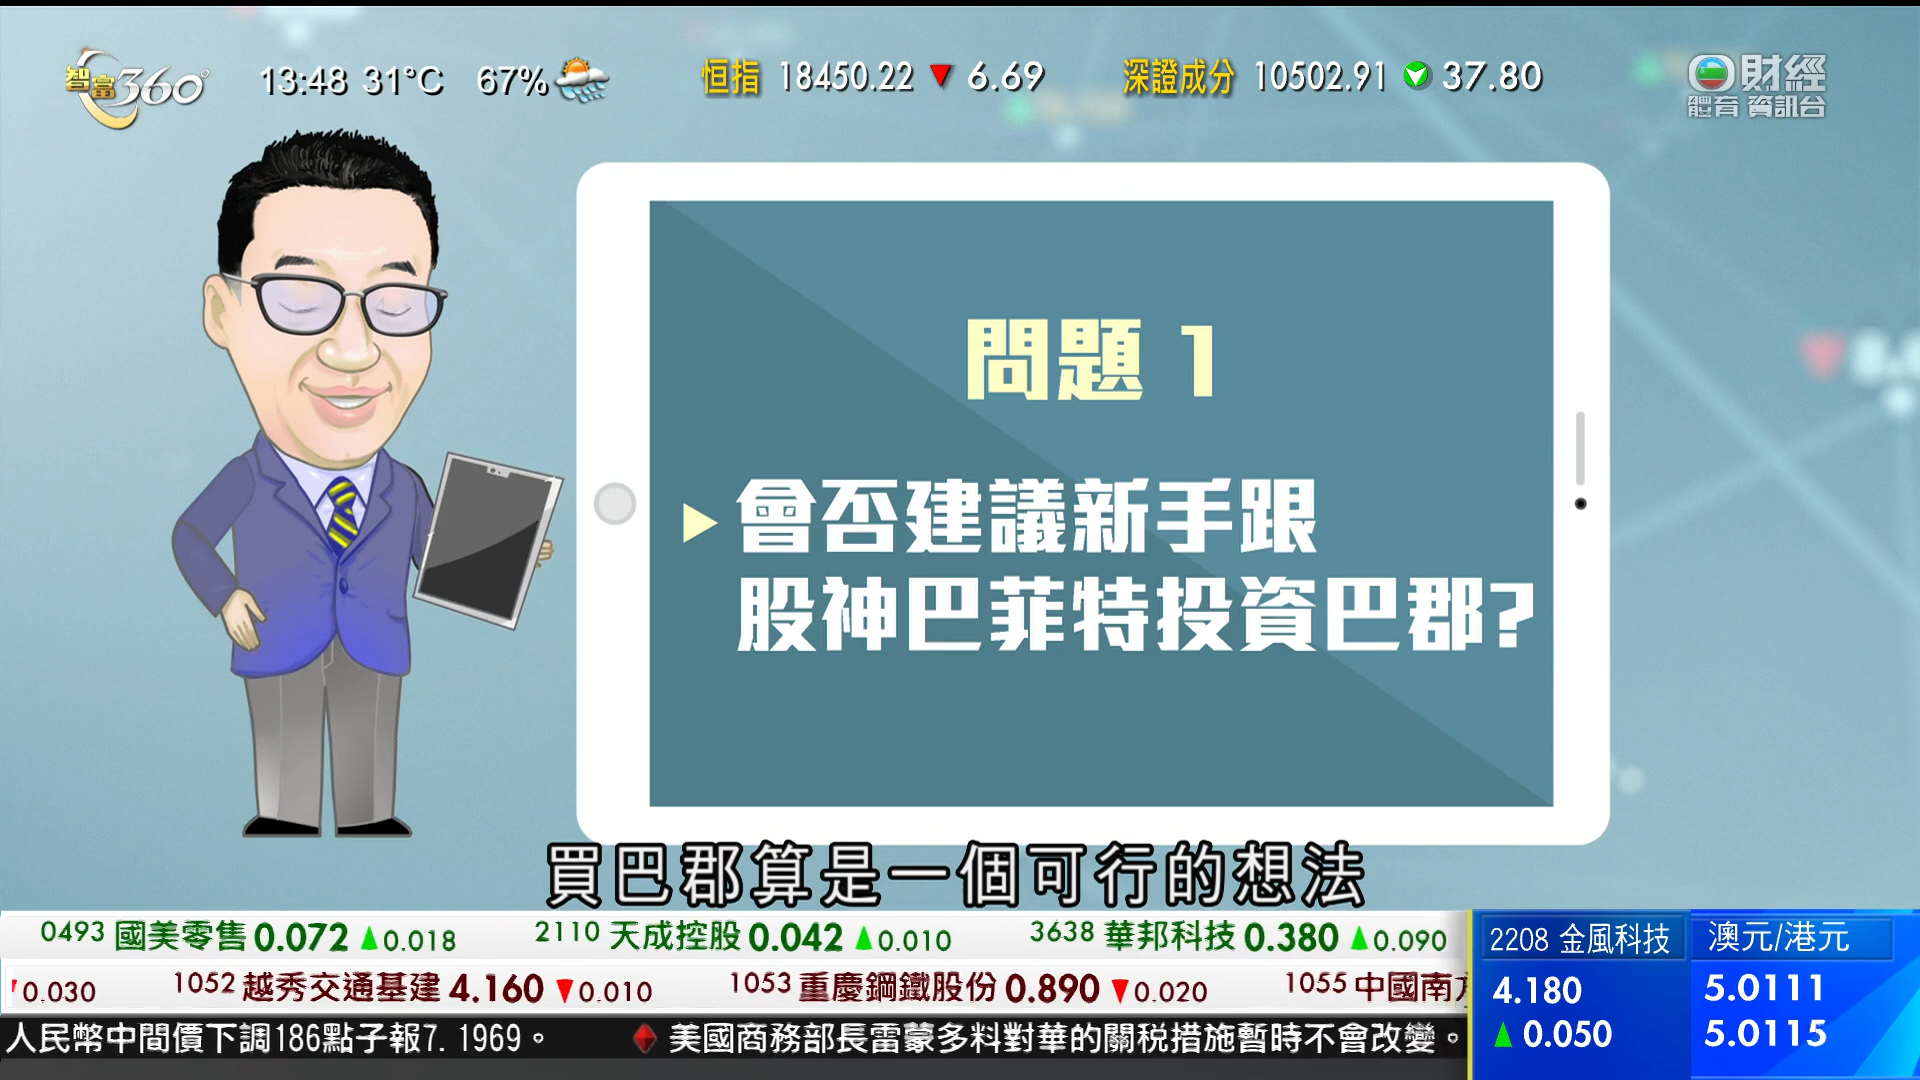 智富360°
13:48 31°C 67%
恒指 18450.22 ▼ 6.69
深證成分 10502.91 37.80
財經
體育 資訊台
問題 1
會否建議新手跟
股神巴菲特投資巴郡?
買巴郡算是一個可行的想法
0493 國美零售 0.072 ▲0.018 2110 天成控股 0.042 ▲0.010 3638 華邦科技 0.380 ▲0.090
▼0.030 1052 越秀交通基建 4.160 ▼0.010 1053 重慶鋼鐵股份 0.890 ▼0.020 1055 中國南方
人民幣中間價下調186點子報7.1969。 ♦ 美國商務部長雷蒙多料對華的關税措施暫時不會改變。
2208 金風科技
4.180
▲ 0.050
澳元/港元
5.0111
5.0115